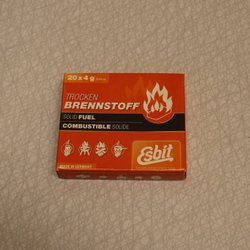 20 x 4 g
TROCKEN
BRENNSTOFF
SOLID FUEL
COMBUSTIBLE SOLIDE
MADE IN GERMANY
Esbit